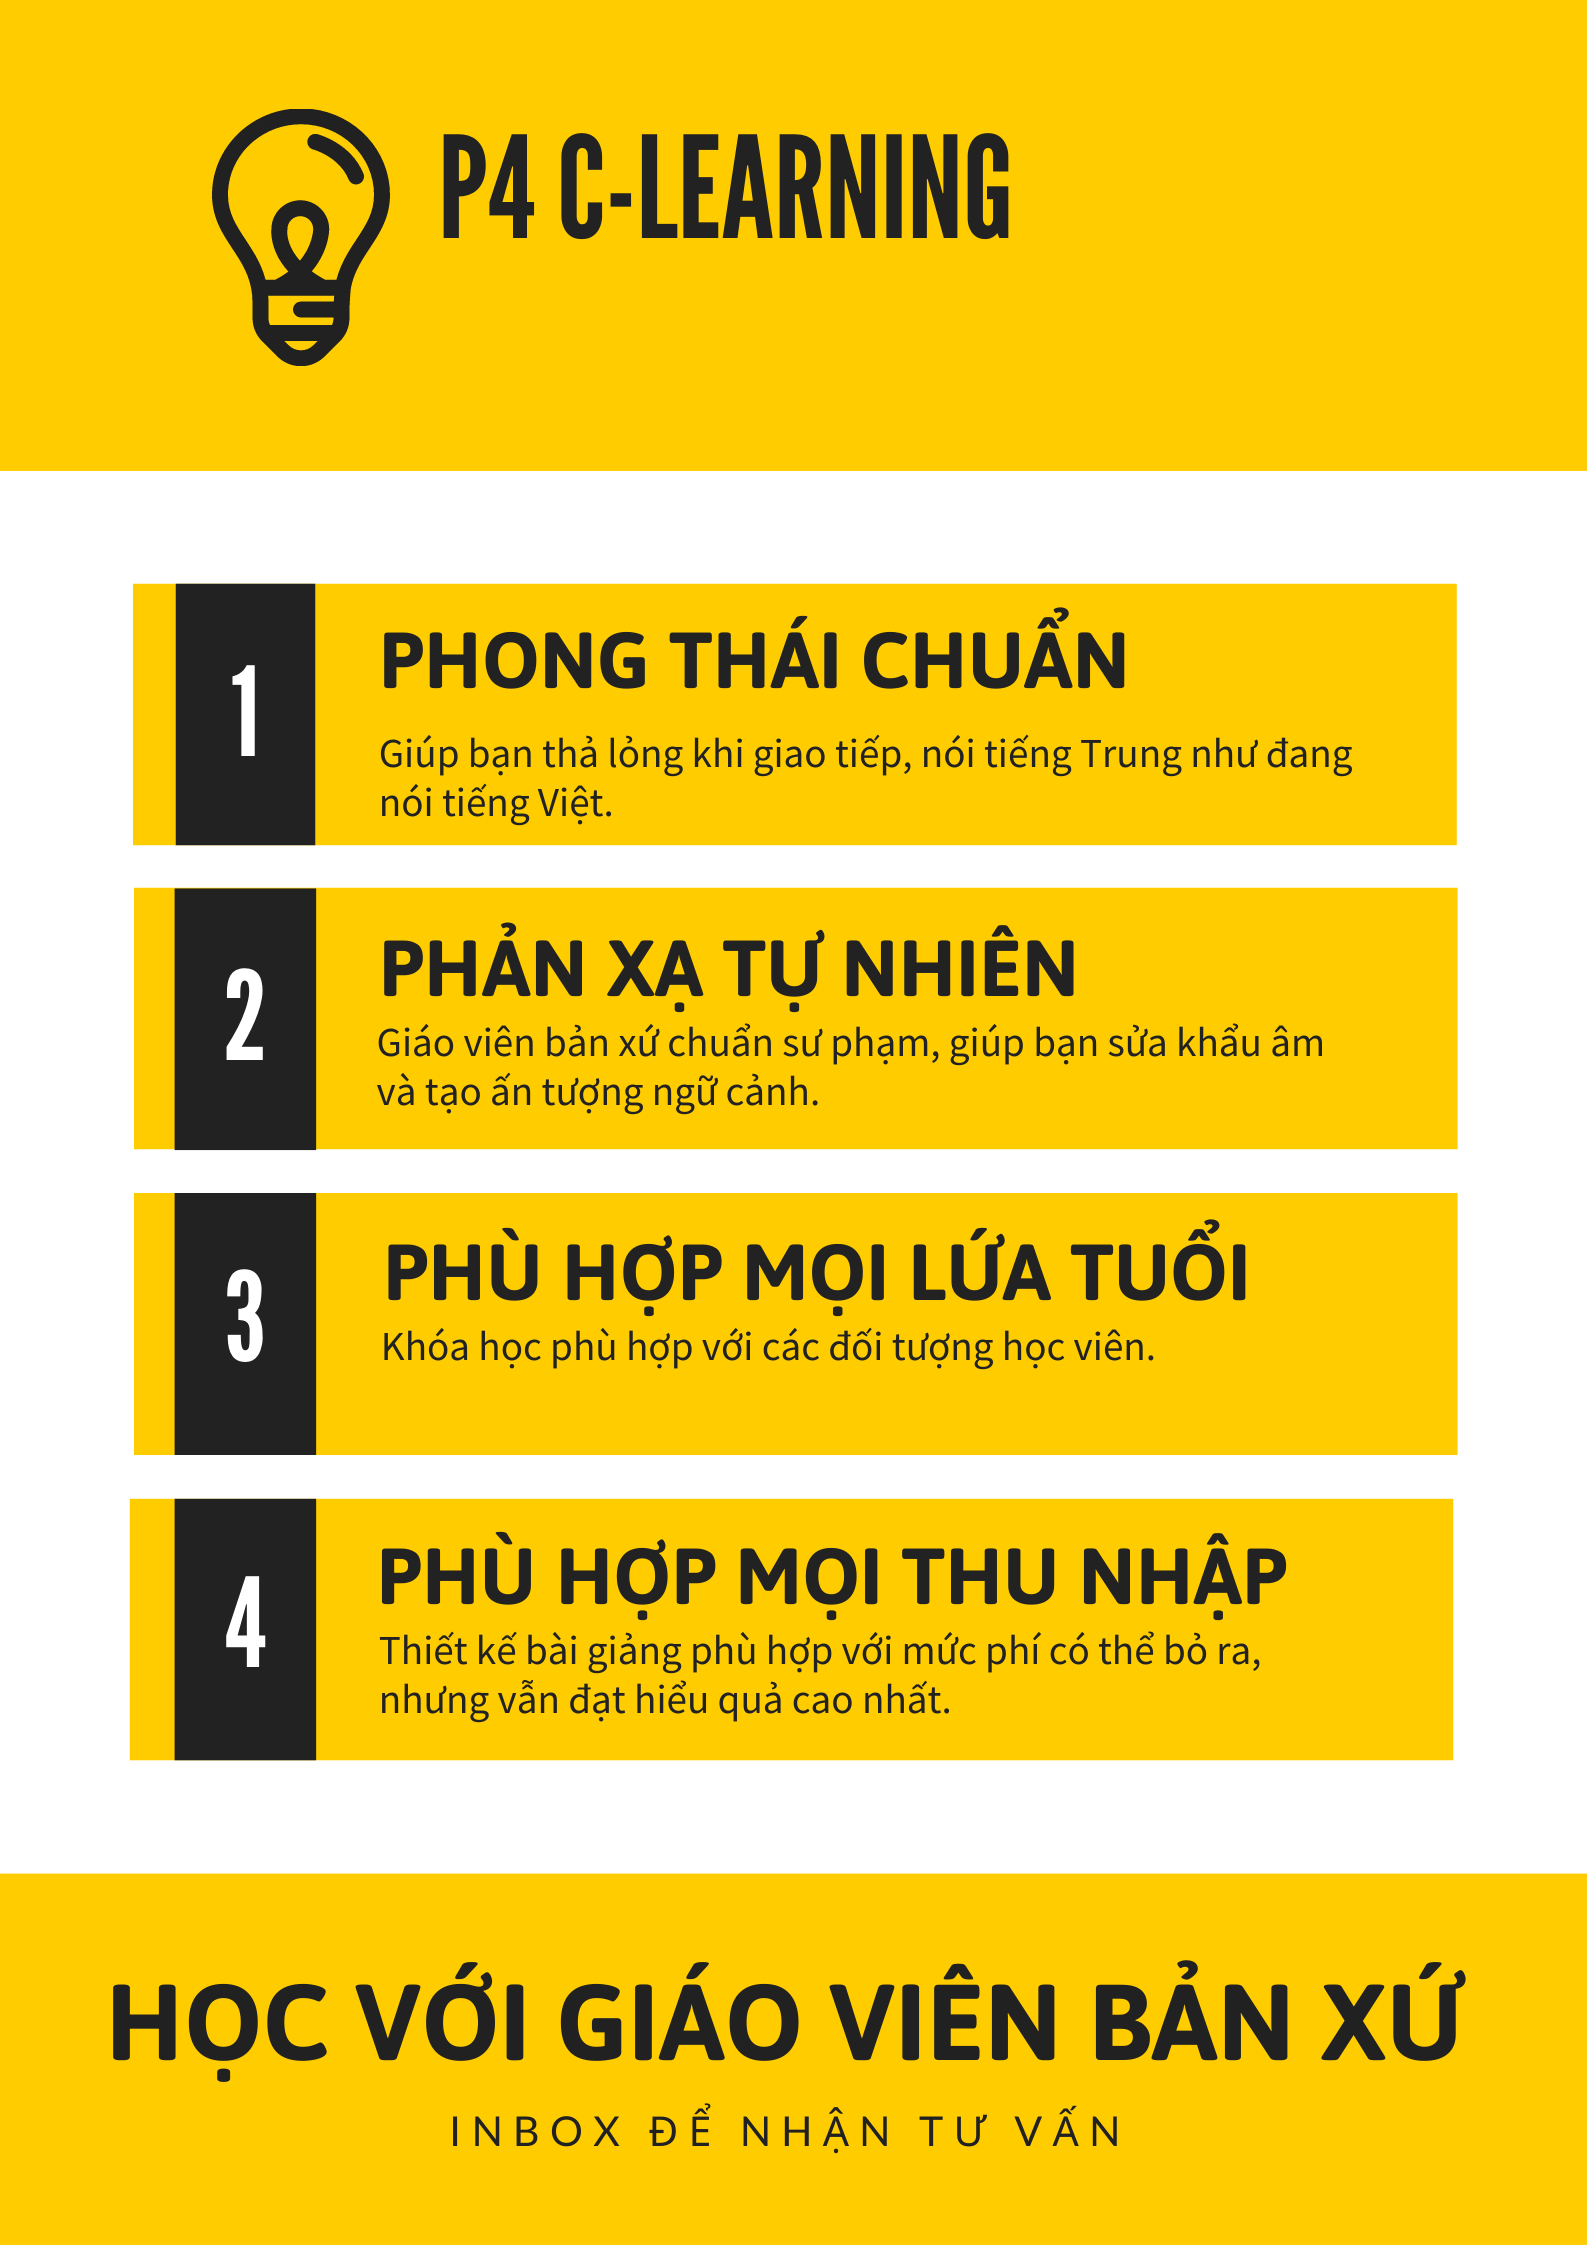 P4 C-LEARNING
1
PHONG THÁI CHUẨN
Giúp bạn thả lỏng khi giao tiếp, nói tiếng Trung như đang
nói tiếng Việt.
2
PHẢN XẠ TỰ NHIÊN
Giáo viên bản xứ chuẩn sư phạm, giúp bạn sửa khẩu âm
và tạo ấn tượng ngữ cảnh.
3
PHÙ HỢP MỌI LỨA TUỔI
Khóa học phù hợp với các đối tượng học viên.
4
PHÙ HỢP MỌI THU NHẬP
Thiết kế bài giảng phù hợp với mức phí có thể bỏ ra,
nhưng vẫn đạt hiểu quả cao nhất.
HỌC VỚI GIÁO VIÊN BẢN XỨ
INBOX ĐỂ NHẬN TƯ VẤN